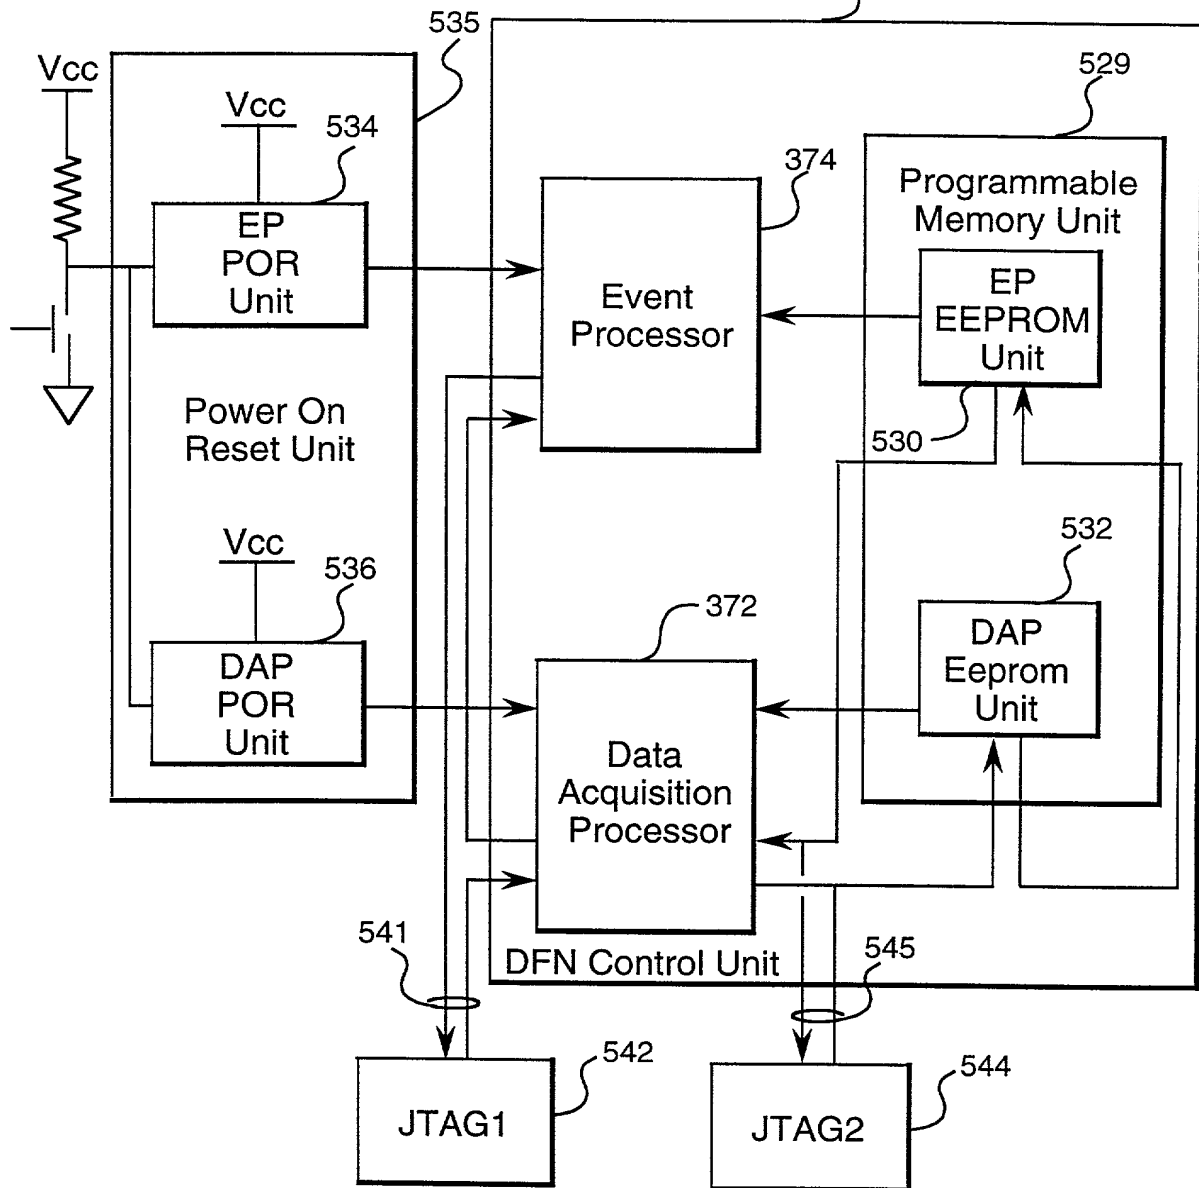 535
Vcc
Vcc
534
529
374
Programmable
Memory Unit
EP
POR
Unit
Event
Processor
EP
EEPROM
Unit
Power On
Reset Unit
530
532
Vcc
536
372
DAP
POR
Unit
DAP
Eeprom
Unit
Data
Acquisition
Processor
541
DFN Control Unit
545
542
544
JTAG1
JTAG2